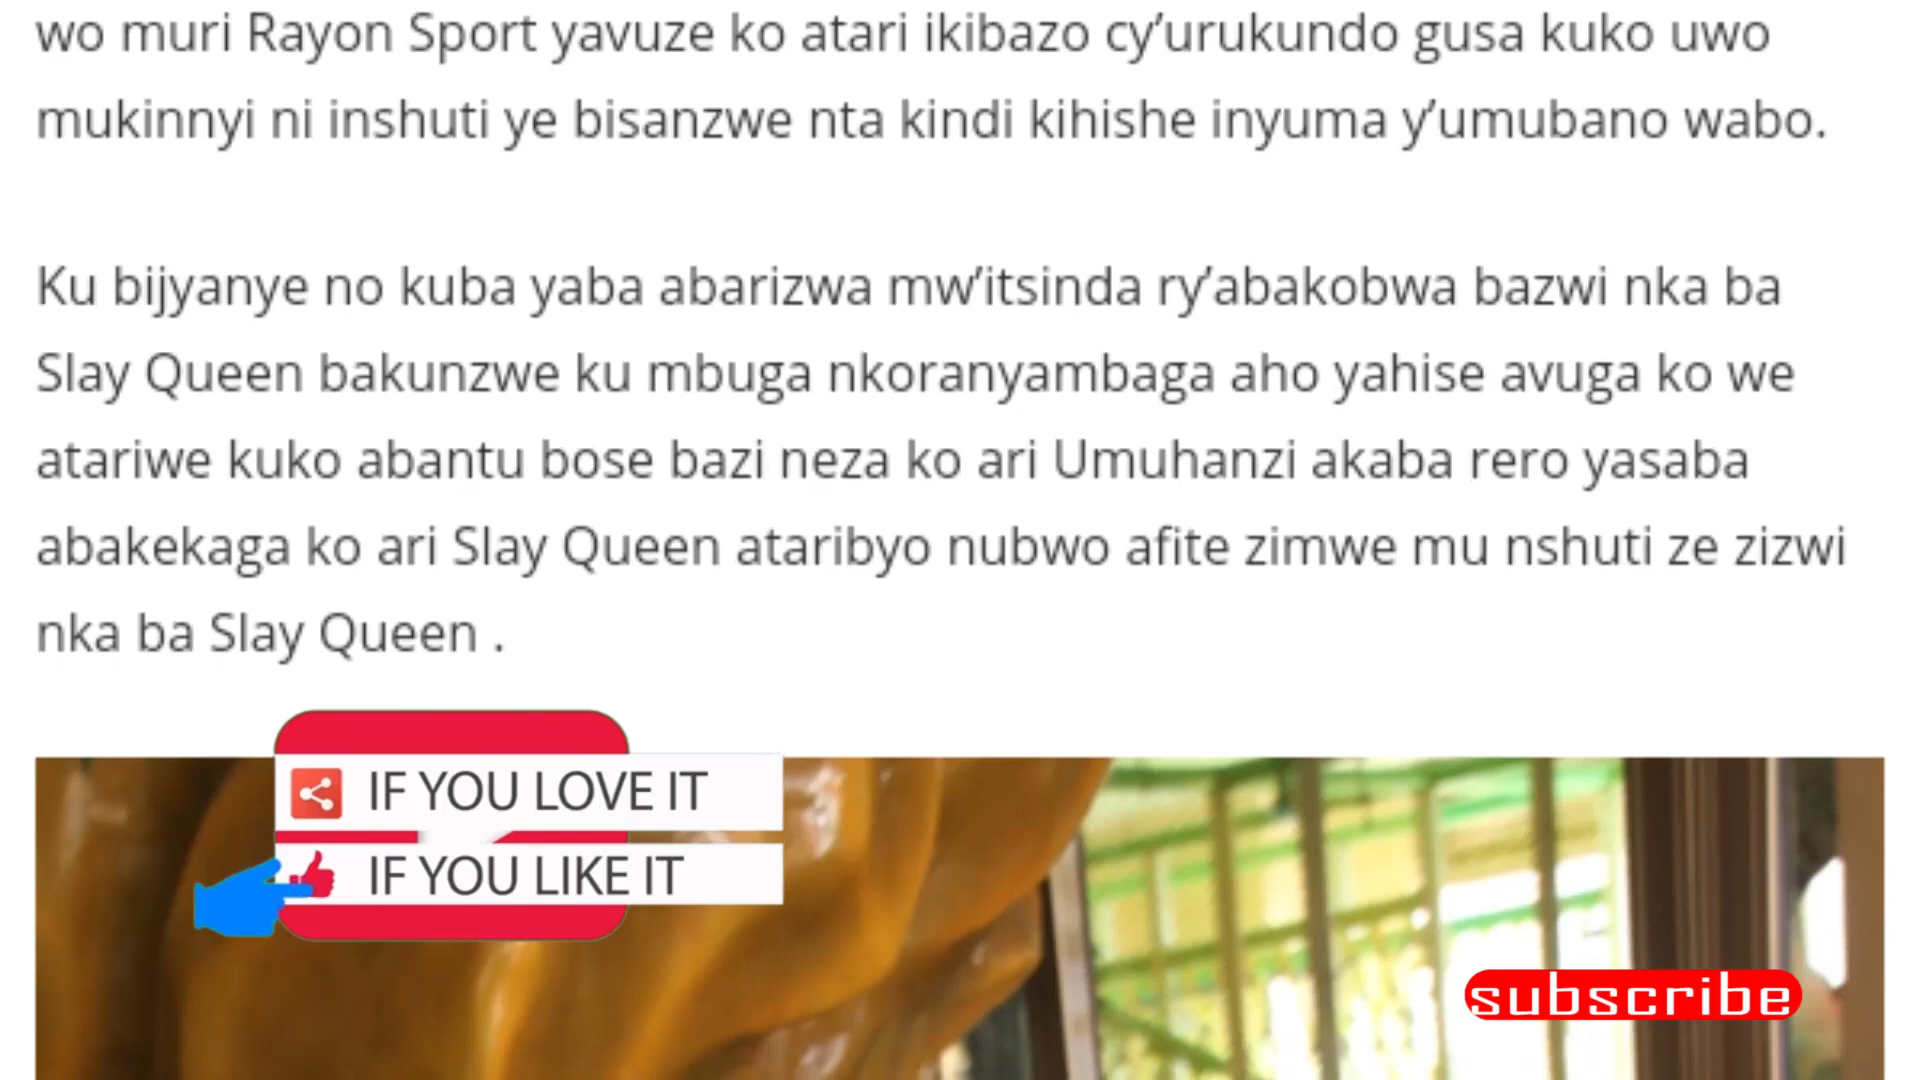 wo muri Rayon Sport yavuze ko atari ikibazo cy’urukundo gusa kuko uwo
mukinnyi ni inshuti ye bisanzwe nta kindi kihishe inyuma y’umubano wabo.
Ku bijyanye no kuba yaba abarizwa mw’itsinda ry’abakobwa bazwi nka ba
Slay Queen bakunzwe ku mbuga nkoranyambaga aho yahise avuga ko we
atariwe kuko abantu bose bazi neza ko ari Umuhanzi akaba rero yasaba
abakekaga ko ari Slay Queen ataribyo nubwo afite zimwe mu nshuti ze zizwi
nka ba Slay Queen .
IF YOU LOVE IT
IF YOU LIKE IT
subscribe